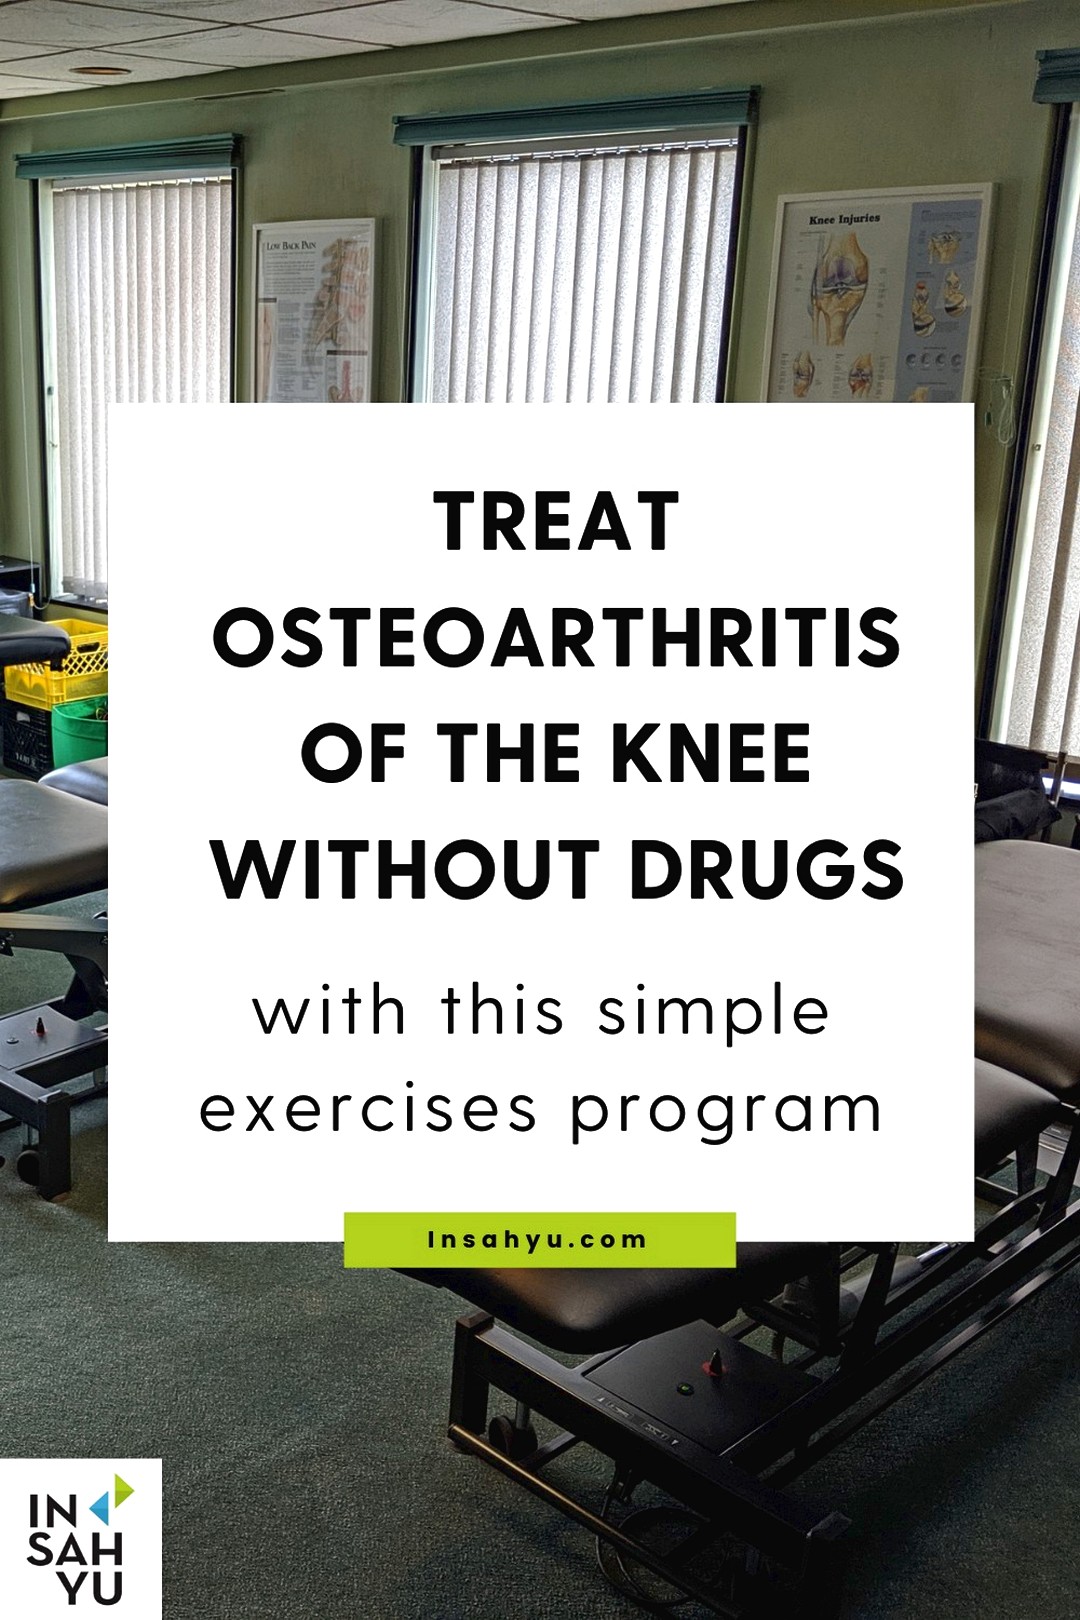 LOW BACK PAIN
Knee Injuries
TREAT
OSTEOARTHRITIS
OF THE KNEE
WITHOUT DRUGS
with this simple
exercises program
Insahyu.com
IN
SAH
YU